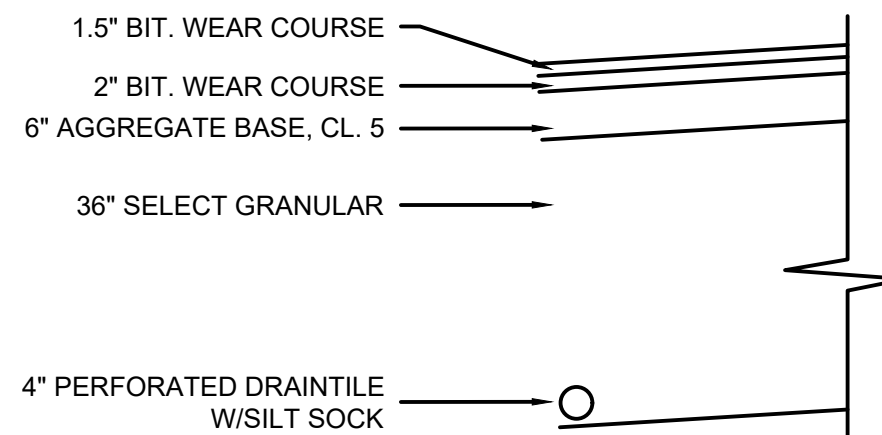 1.5" BIT. WEAR COURSE
2" BIT. WEAR COURSE
6" AGGREGATE BASE, CL. 5
36" SELECT GRANULAR
4" PERFORATED DRAINTILE
W/SILT SOCK